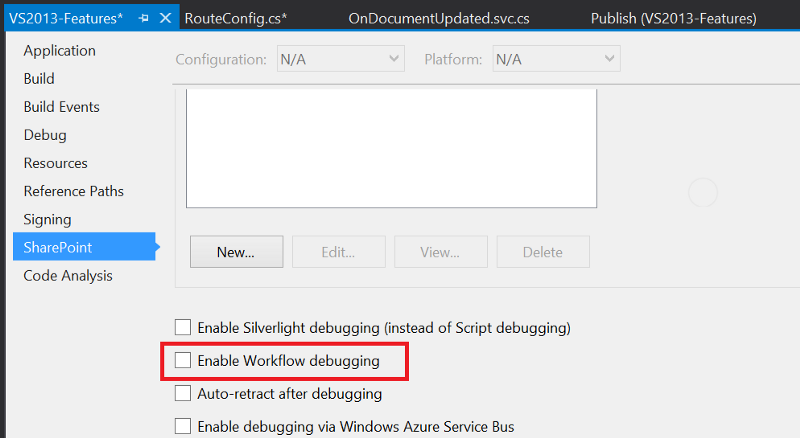 VS2013-Features* RouteConfig.cs* OnDocumentUpdated.svc.cs Publish (VS2013-Features)
Application
Build
Build Events
Debug
Resources
Reference Paths
Signing
SharePoint
Code Analysis
Configuration: N/A Platform: N/A
New... Edit... View... Delete
Enable Silverlight debugging (instead of Script debugging)
Enable Workflow debugging
Auto-retract after debugging
Enable debugging via Windows Azure Service Bus